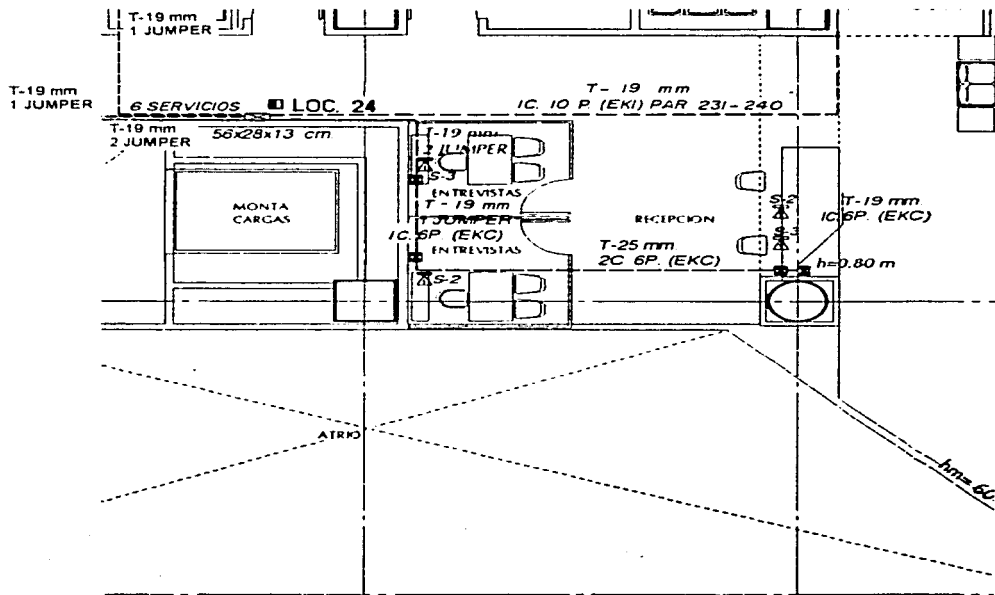 T-19 mm
1 JUMPER
T-19 mm
1 JUMPER
6 SERVICIOS
LOC. 24
T- 19 mm
IC. 10 P. (EKI) PAR 231-240
T-19 mm
2 JUMPER
56x28x13 cm
T-19 mm
2 JUMPER
S-3
ENTREVISTAS
T - 19 mm
1 JUMPER
IC. 6P. (EKC)
ENTREVISTAS
S-2
MONTA
CARGAS
RECEPCION
T-25 mm
2C 6P. (EKC)
S-2
T-19 mm
IC. 6P. (EKC)
h=0.80 m
ATRIO
hm= 60